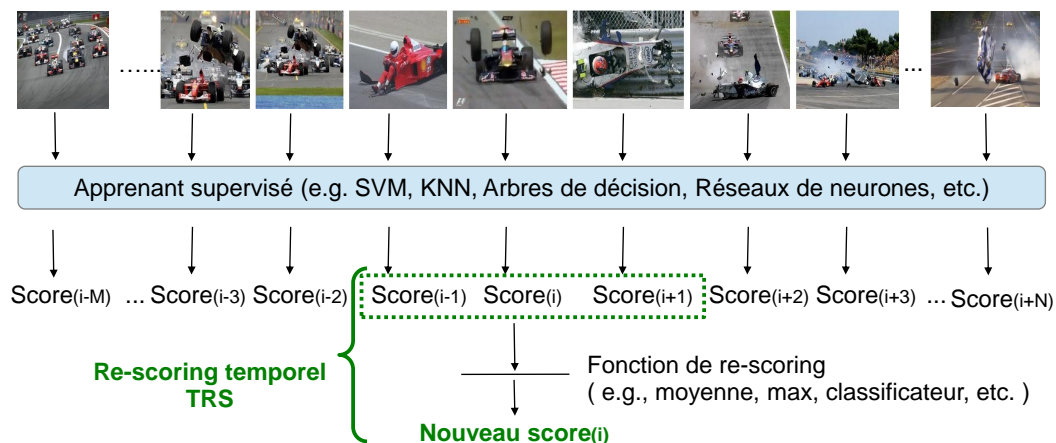 ......
...
Apprenant supervisé (e.g. SVM, KNN, Arbres de décision, Réseaux de neurones, etc.)
Score(i-M) ... Score(i-3) Score(i-2) Score(i-1) Score(i) Score(i+1) Score(i+2) Score(i+3) ... Score(i+N)
Re-scoring temporel
TRS
Fonction de re-scoring
( e.g., moyenne, max, classificateur, etc. )
Nouveau score(i)